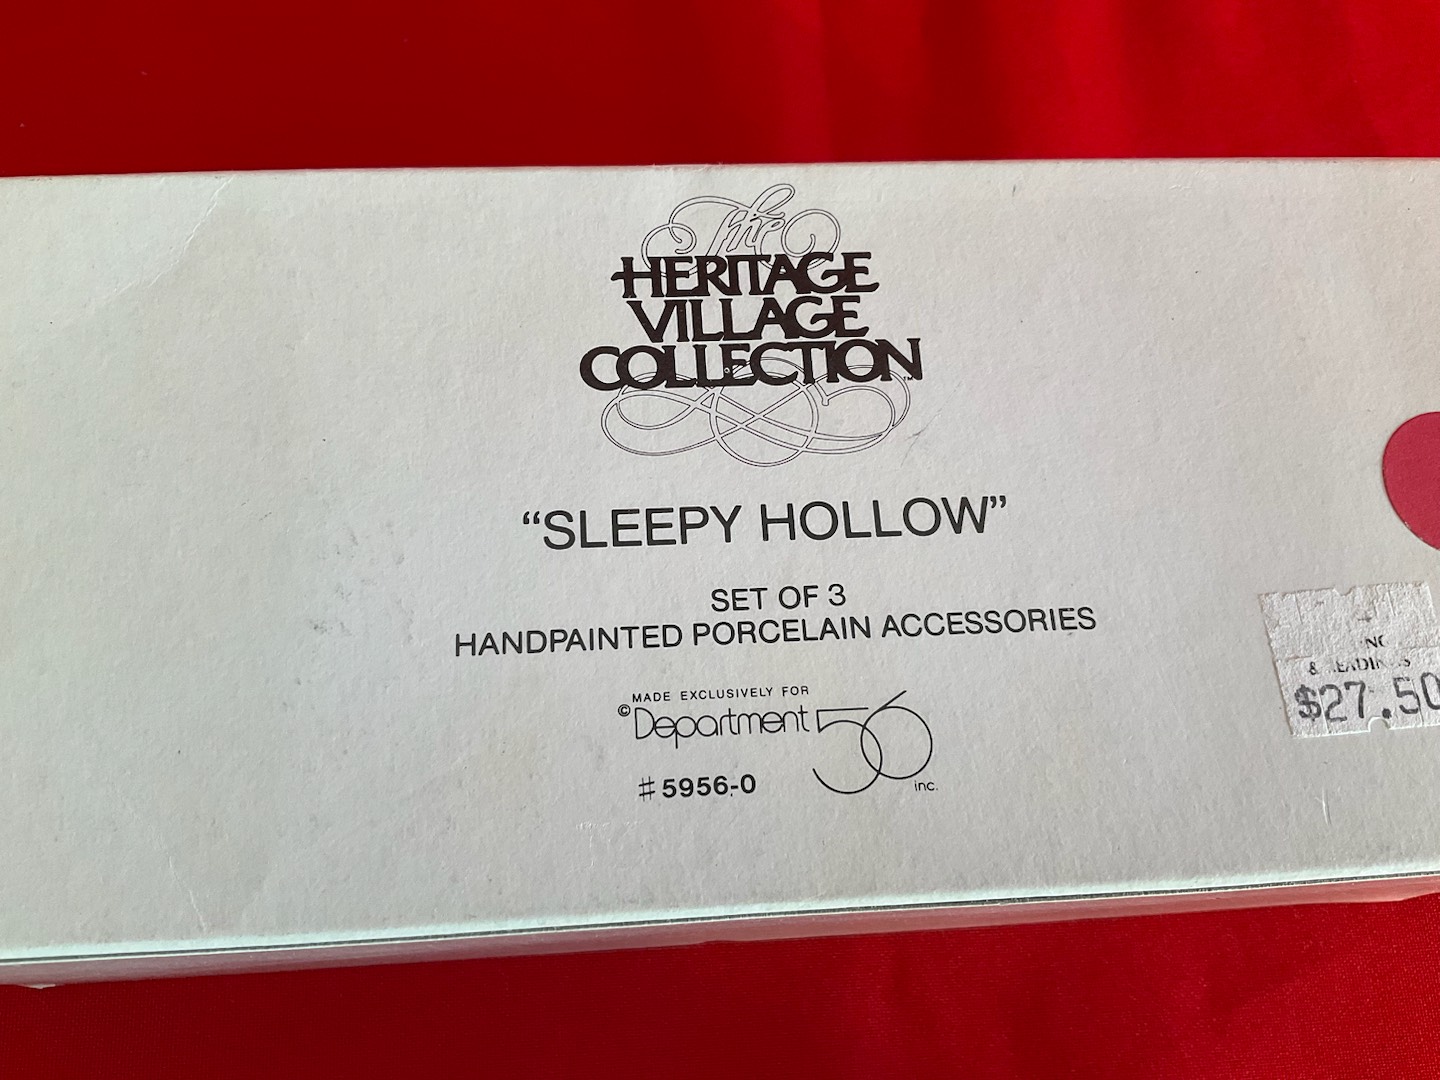 The
HERITAGE
VILLAGE
COLLECTION™
“SLEEPY HOLLOW”
SET OF 3
HANDPAINTED PORCELAIN ACCESSORIES
MADE EXCLUSIVELY FOR
©Department 56
inc.
#5956-0
&
$27.50